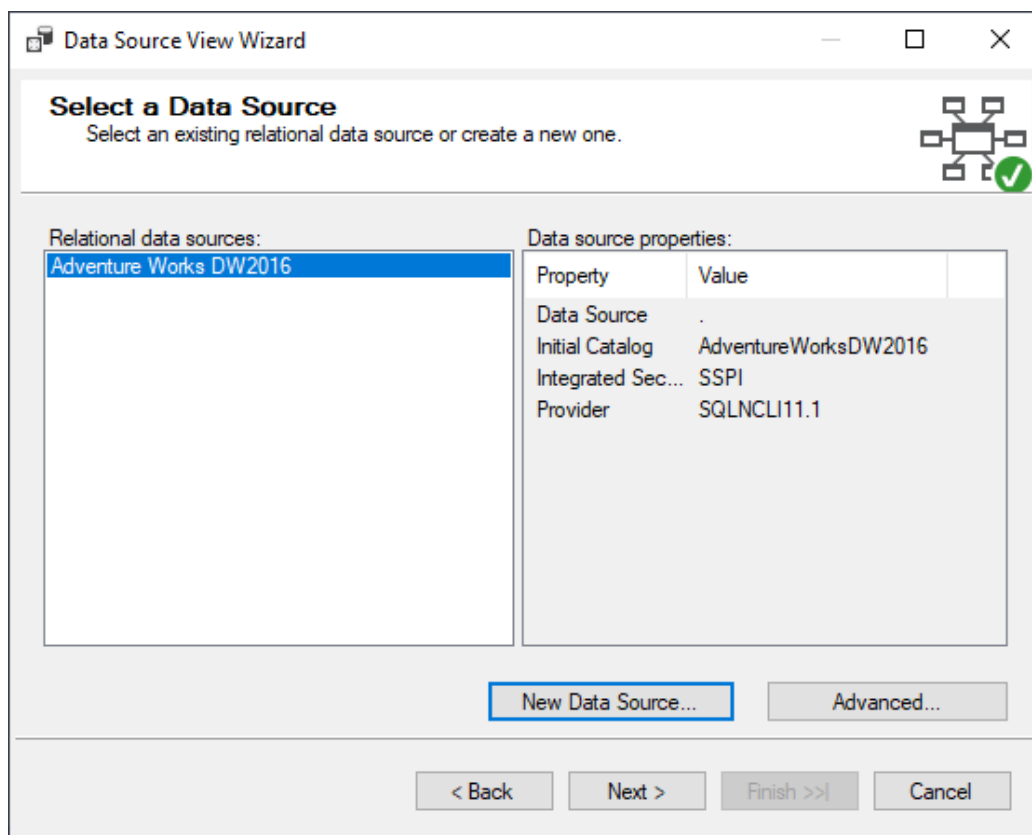 Data Source View Wizard
Select a Data Source
Select an existing relational data source or create a new one.
Relational data sources:
Adventure Works DW2016
Data source properties:
Property Value
Data Source .
Initial Catalog AdventureWorksDW2016
Integrated Sec... SSPI
Provider SQLNCLI11.1
New Data Source... Advanced...
< Back Next > Finish >>| Cancel